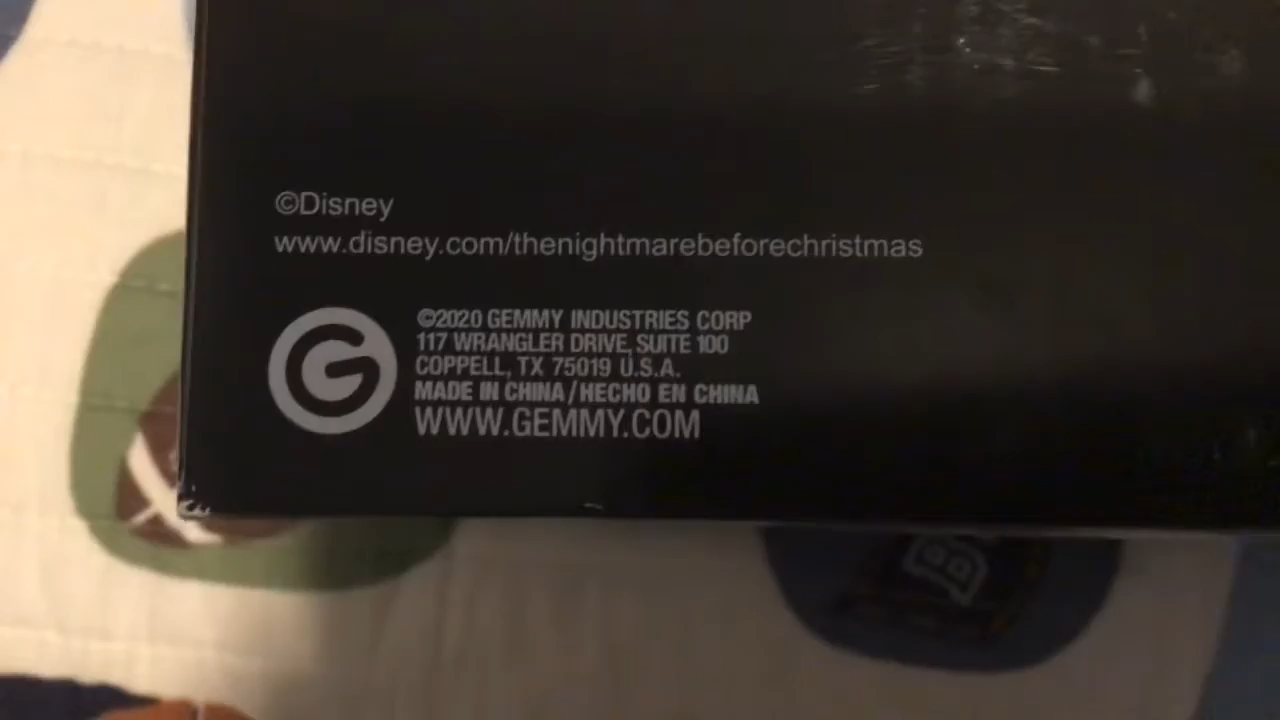 ©Disney
www.disney.com/thenightmarebeforechristmas
©2020 GEMMY INDUSTRIES CORP
117 WRANGLER DRIVE, SUITE 100
COPPELL, TX 75019 U.S.A.
MADE IN CHINA/HECHO EN CHINA
WWW.GEMMY.COM